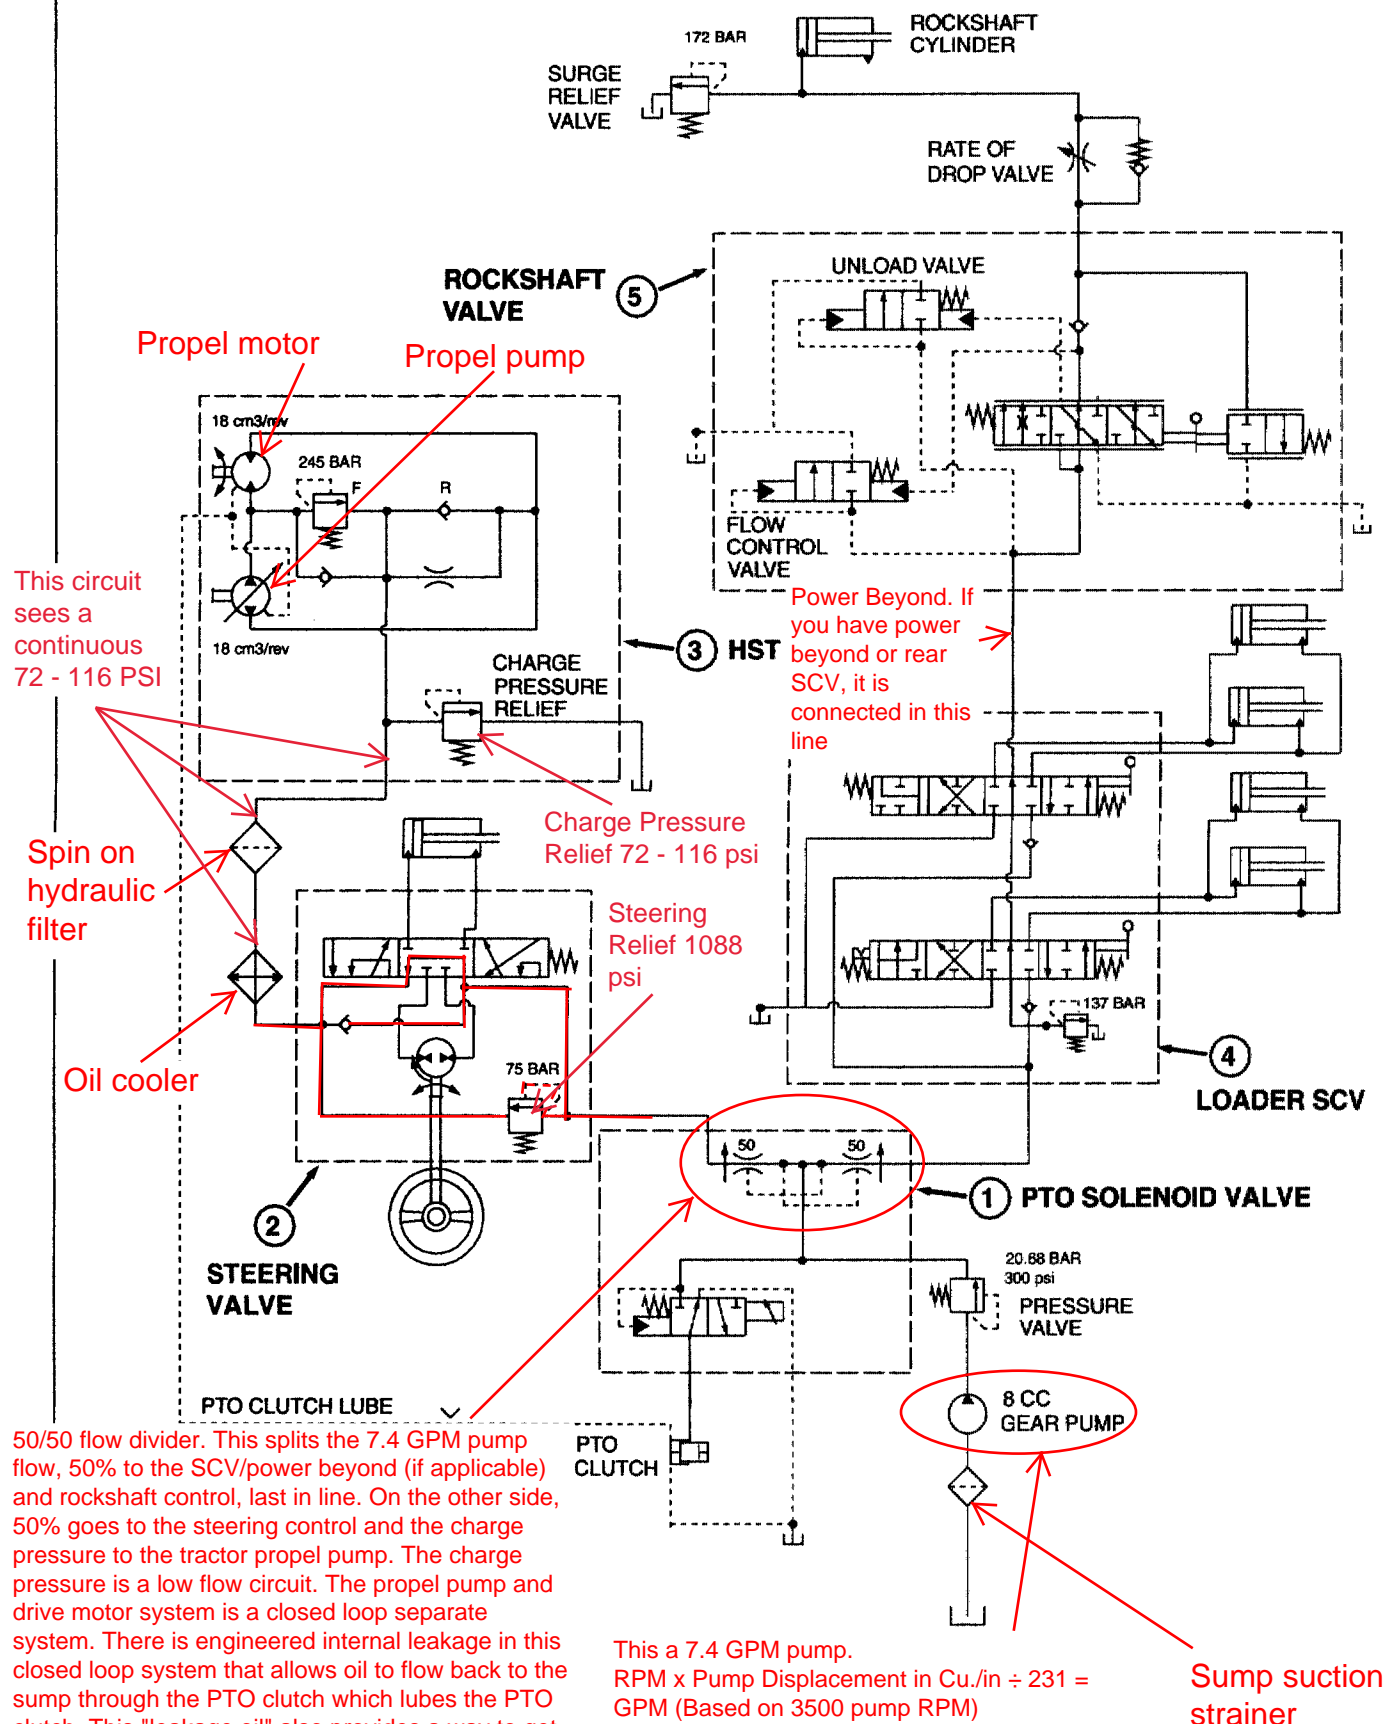 172 BAR
ROCKSHAFT
CYLINDER
SURGE
RELIEF
VALVE
RATE OF
DROP VALVE
ROCKSHAFT
VALVE
5
UNLOAD VALVE
Propel motor
Propel pump
18 cm3/rev
245 BAR
F
R
FLOW
CONTROL
VALVE
This circuit
sees a
continuous
72 - 116 PSI
18 cm3/rev
3 HST
Power Beyond. If
you have power
beyond or rear
SCV, it is
connected in this
line
CHARGE
PRESSURE
RELIEF
Charge Pressure
Relief 72 - 116 psi
Spin on
hydraulic
filter
Steering
Relief 1088
psi
137 BAR
4
LOADER SCV
Oil cooler
75 BAR
50
50
1 PTO SOLENOID VALVE
2
STEERING
VALVE
20.68 BAR
300 psi
PRESSURE
VALVE
PTO CLUTCH LUBE
8 CC
GEAR PUMP
PTO
CLUTCH
50/50 flow divider. This splits the 7.4 GPM pump
flow, 50% to the SCV/power beyond (if applicable)
and rockshaft control, last in line. On the other side,
50% goes to the steering control and the charge
pressure to the tractor propel pump. The charge
pressure is a low flow circuit. The propel pump and
drive motor system is a closed loop separate
system. There is engineered internal leakage in this
closed loop system that allows oil to flow back to the
sump through the PTO clutch which lubes the PTO
clutch. This "leakage oil" also provides a way to get
This a 7.4 GPM pump.
RPM x Pump Displacement in Cu./in ÷ 231 =
GPM (Based on 3500 pump RPM)
Sump suction
strainer